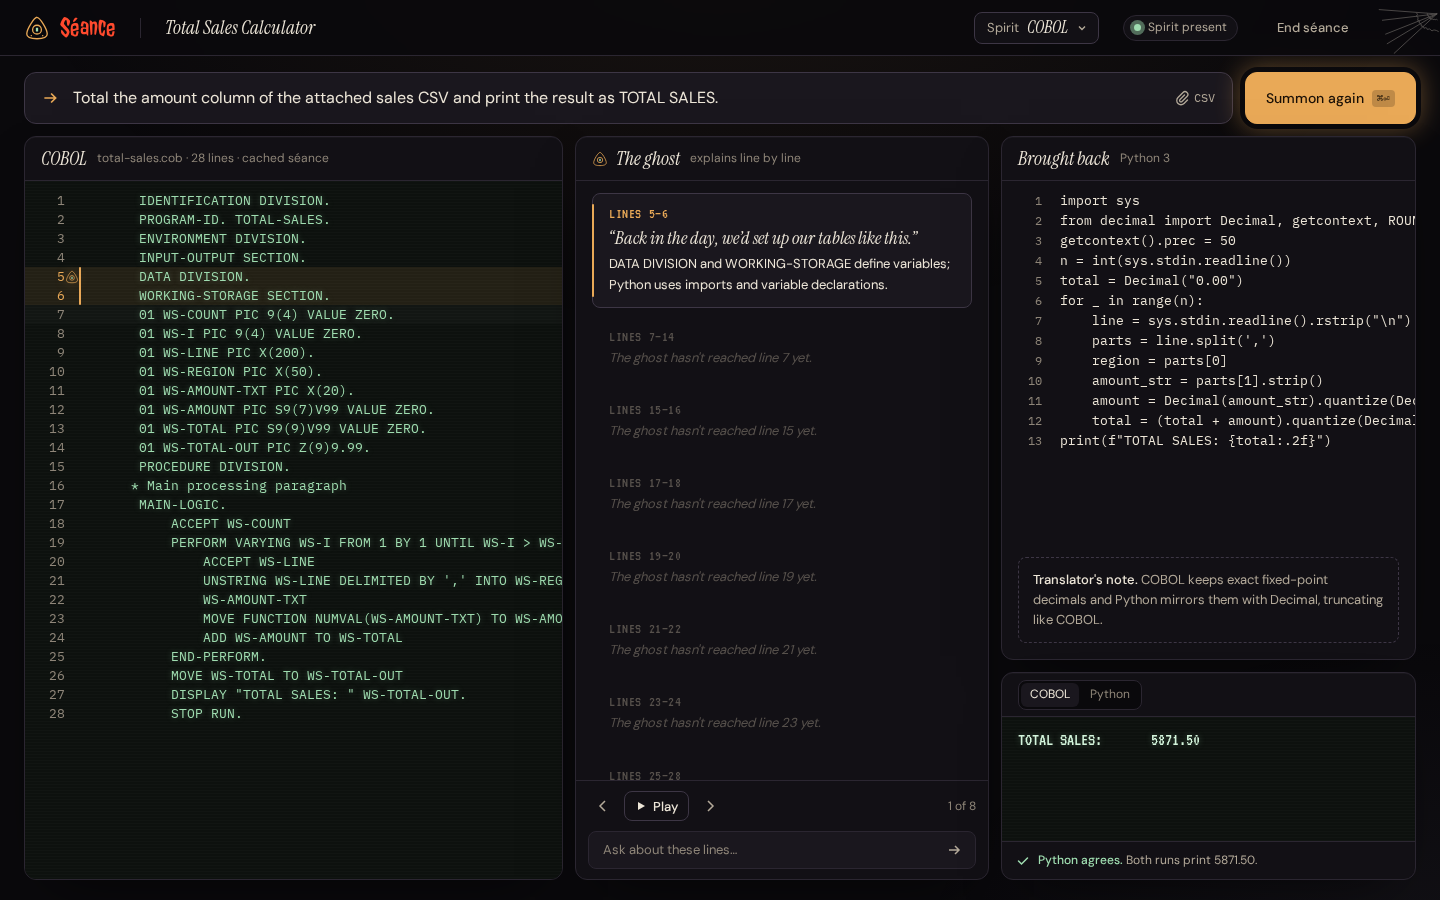 Séance
Total Sales Calculator
Spirit COBOL
Spirit present
End séance
Total the amount column of the attached sales CSV and print the result as TOTAL SALES.
CSV
Summon again
COBOL total-sales.cob · 28 lines · cached séance
1 IDENTIFICATION DIVISION.
2 PROGRAM-ID. TOTAL-SALES.
3 ENVIRONMENT DIVISION.
4 INPUT-OUTPUT SECTION.
5 DATA DIVISION.
6 WORKING-STORAGE SECTION.
7 01 WS-COUNT PIC 9(4) VALUE ZERO.
8 01 WS-I PIC 9(4) VALUE ZERO.
9 01 WS-LINE PIC X(200).
10 01 WS-REGION PIC X(50).
11 01 WS-AMOUNT-TXT PIC X(20).
12 01 WS-AMOUNT PIC S9(7)V99 VALUE ZERO.
13 01 WS-TOTAL PIC S9(9)V99 VALUE ZERO.
14 01 WS-TOTAL-OUT PIC Z(9)9.99.
15 PROCEDURE DIVISION.
16 * Main processing paragraph
17 MAIN-LOGIC.
18 ACCEPT WS-COUNT
19 PERFORM VARYING WS-I FROM 1 BY 1 UNTIL WS-I > WS-
20 ACCEPT WS-LINE
21 UNSTRING WS-LINE DELIMITED BY ',' INTO WS-REG
22 WS-AMOUNT-TXT
23 MOVE FUNCTION NUMVAL(WS-AMOUNT-TXT) TO WS-AMO
24 ADD WS-AMOUNT TO WS-TOTAL
25 END-PERFORM.
26 MOVE WS-TOTAL TO WS-TOTAL-OUT
27 DISPLAY "TOTAL SALES: " WS-TOTAL-OUT.
28 STOP RUN.
The ghost explains line by line
LINES 5–6
“Back in the day, we’d set up our tables like this.”
DATA DIVISION and WORKING-STORAGE define variables;
Python uses imports and variable declarations.
LINES 7–14
The ghost hasn't reached line 7 yet.
LINES 15–16
The ghost hasn't reached line 15 yet.
LINES 17–18
The ghost hasn't reached line 17 yet.
LINES 19–20
The ghost hasn't reached line 19 yet.
LINES 21–22
The ghost hasn't reached line 21 yet.
LINES 23–24
The ghost hasn't reached line 23 yet.
LINES 25–28
Play
1 of 8
Ask about these lines…
Brought back Python 3
1 import sys
2 from decimal import Decimal, getcontext, ROUN
3 getcontext().prec = 50
4 n = int(sys.stdin.readline())
5 total = Decimal("0.00")
6 for _ in range(n):
7 line = sys.stdin.readline().rstrip("\n")
8 parts = line.split(',')
9 region = parts[0]
10 amount_str = parts[1].strip()
11 amount = Decimal(amount_str).quantize(Dec
12 total = (total + amount).quantize(Decimal
13 print(f"TOTAL SALES: {total:.2f}")
Translator's note. COBOL keeps exact fixed-point
decimals and Python mirrors them with Decimal, truncating
like COBOL.
COBOL Python
TOTAL SALES: 5871.50
Python agrees. Both runs print 5871.50.